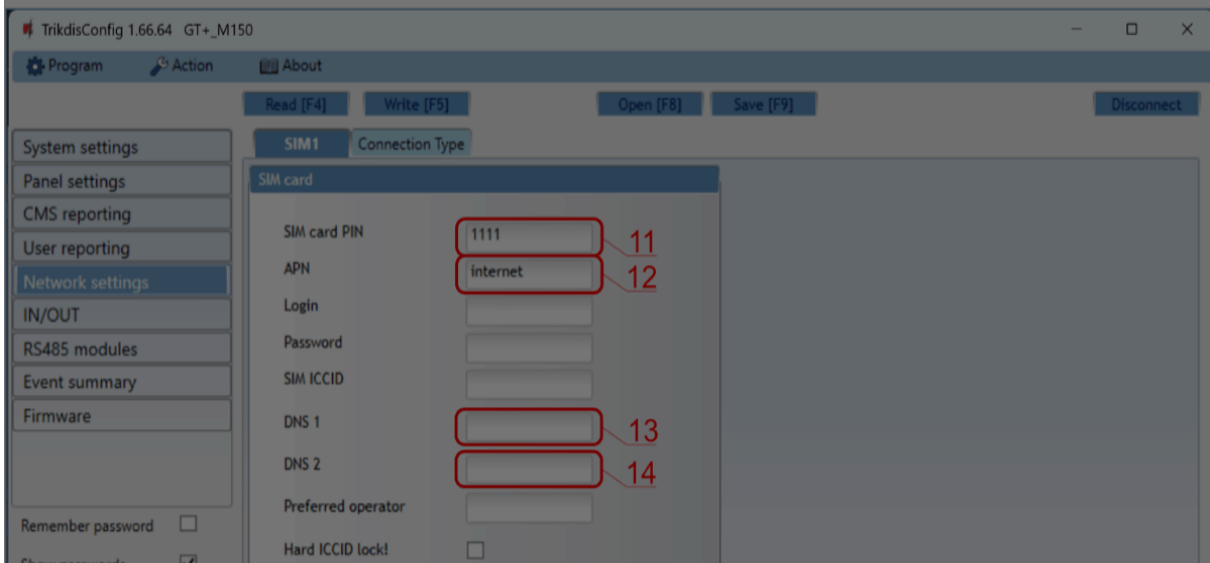 TrikdisConfig 1.66.64 GT+_M150
Program Action About
Read [F4] Write [F5] Open [F8] Save [F9] Disconnect
System settings
Panel settings
CMS reporting
User reporting
Network settings
IN/OUT
RS485 modules
Event summary
Firmware
Remember password
Show passwords
SIM1 Connection Type
SIM card
SIM card PIN 1111 11
APN internet 12
Login
Password
SIM ICCID
DNS 1 13
DNS 2 14
Preferred operator
Hard ICCID lock!